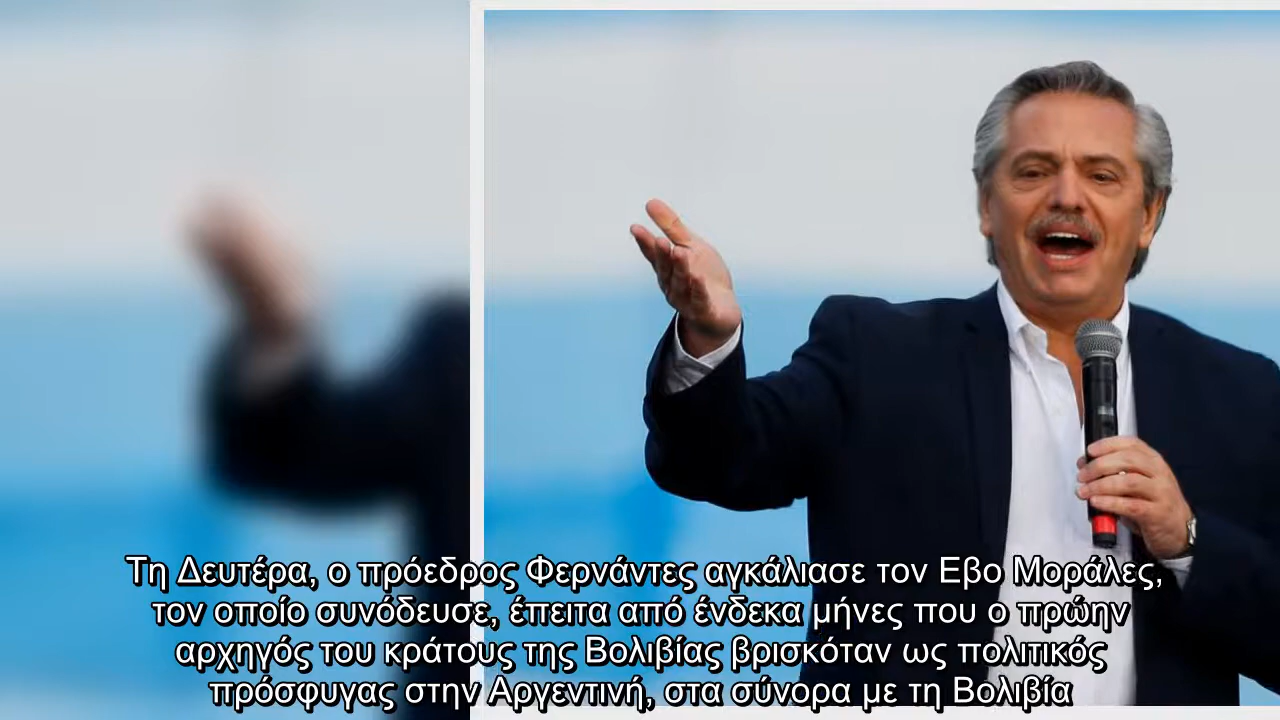 Τη Δευτέρα, ο πρόεδρος Φερνάντες αγκάλιασε τον Εβο Μοράλες,
τον οποίο συνόδευσε, έπειτα από ένδεκα μήνες που ο πρώην
αρχηγός του κράτους της Βολιβίας βρισκόταν ως πολιτικός
πρόσφυγας στην Αργεντινή, στα σύνορα με τη Βολιβία